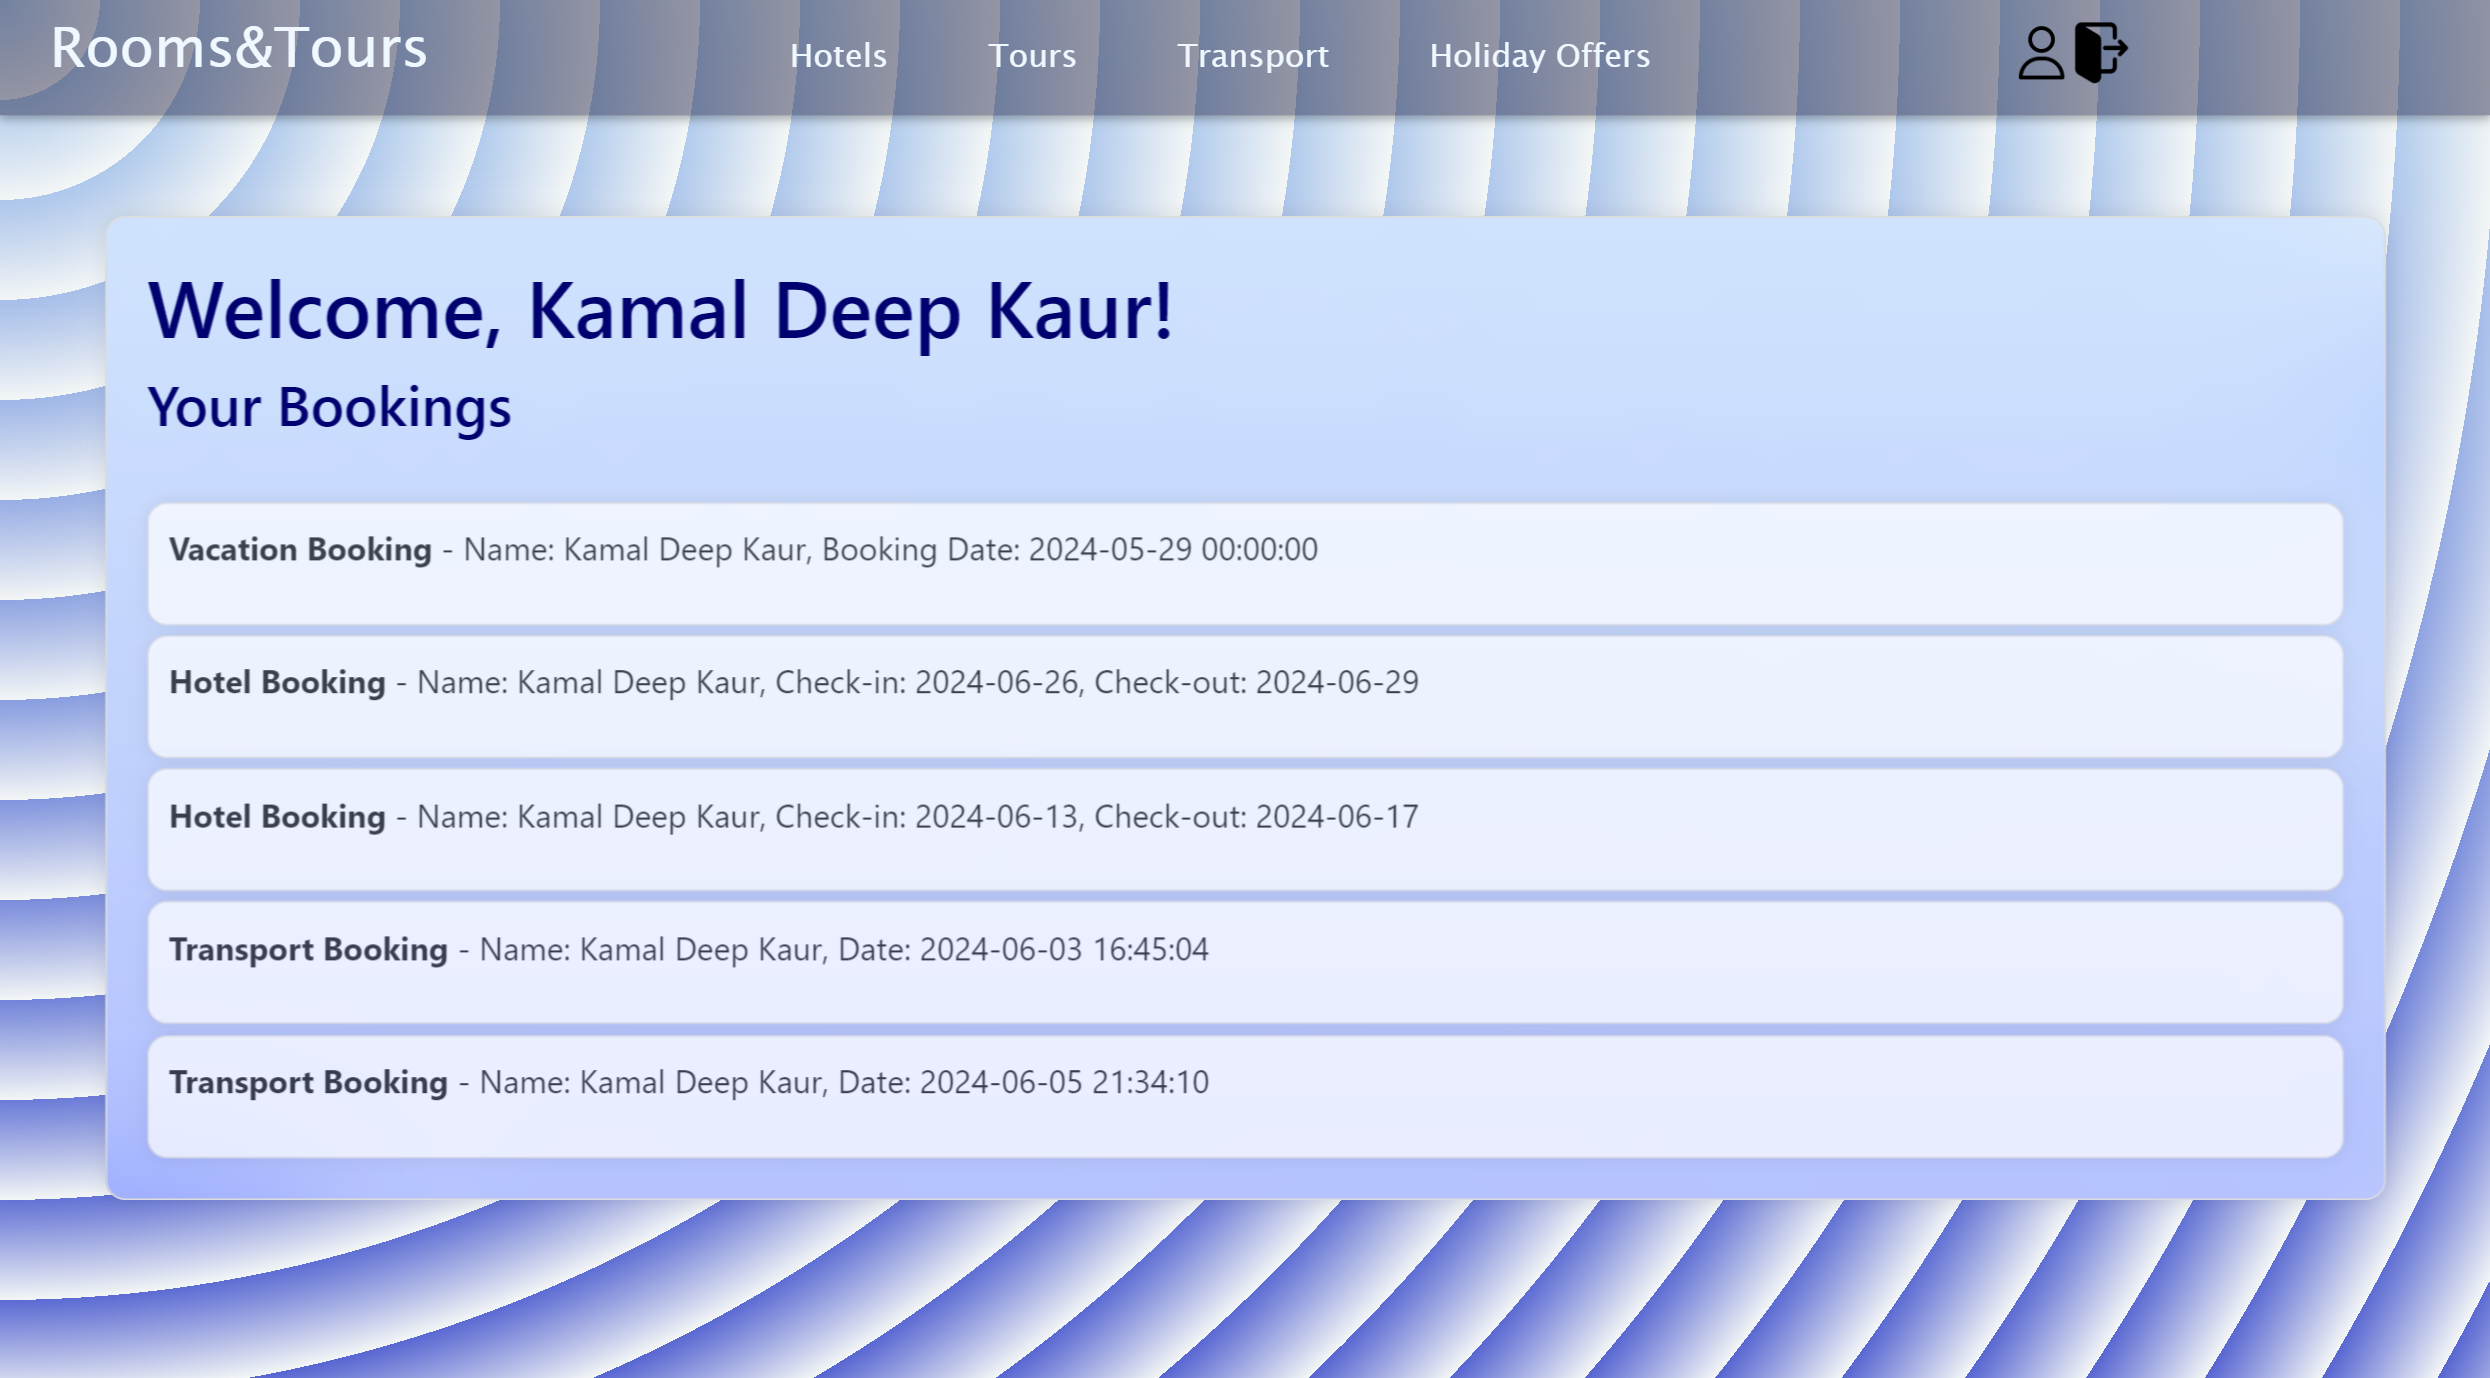 Rooms&Tours
Hotels Tours Transport Holiday Offers
Welcome, Kamal Deep Kaur!
Your Bookings
Vacation Booking - Name: Kamal Deep Kaur, Booking Date: 2024-05-29 00:00:00
Hotel Booking - Name: Kamal Deep Kaur, Check-in: 2024-06-26, Check-out: 2024-06-29
Hotel Booking - Name: Kamal Deep Kaur, Check-in: 2024-06-13, Check-out: 2024-06-17
Transport Booking - Name: Kamal Deep Kaur, Date: 2024-06-03 16:45:04
Transport Booking - Name: Kamal Deep Kaur, Date: 2024-06-05 21:34:10